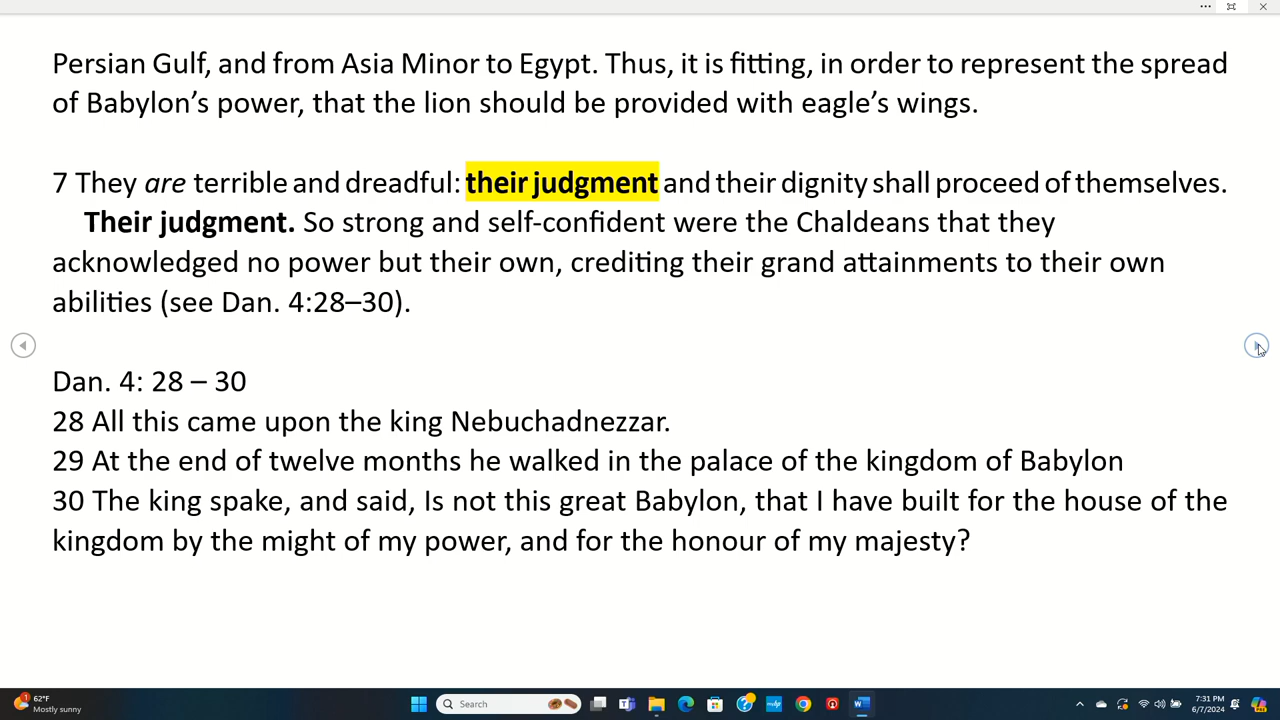 Persian Gulf, and from Asia Minor to Egypt. Thus, it is fitting, in order to represent the spread
of Babylon’s power, that the lion should be provided with eagle’s wings.
7 They are terrible and dreadful: their judgment and their dignity shall proceed of themselves.
Their judgment. So strong and self-confident were the Chaldeans that they
acknowledged no power but their own, crediting their grand attainments to their own
abilities (see Dan. 4:28–30).
Dan. 4: 28 – 30
28 All this came upon the king Nebuchadnezzar.
29 At the end of twelve months he walked in the palace of the kingdom of Babylon
30 The king spake, and said, Is not this great Babylon, that I have built for the house of the
kingdom by the might of my power, and for the honour of my majesty?
1
62°F
Mostly sunny
Search
7:31 PM
6/7/2024